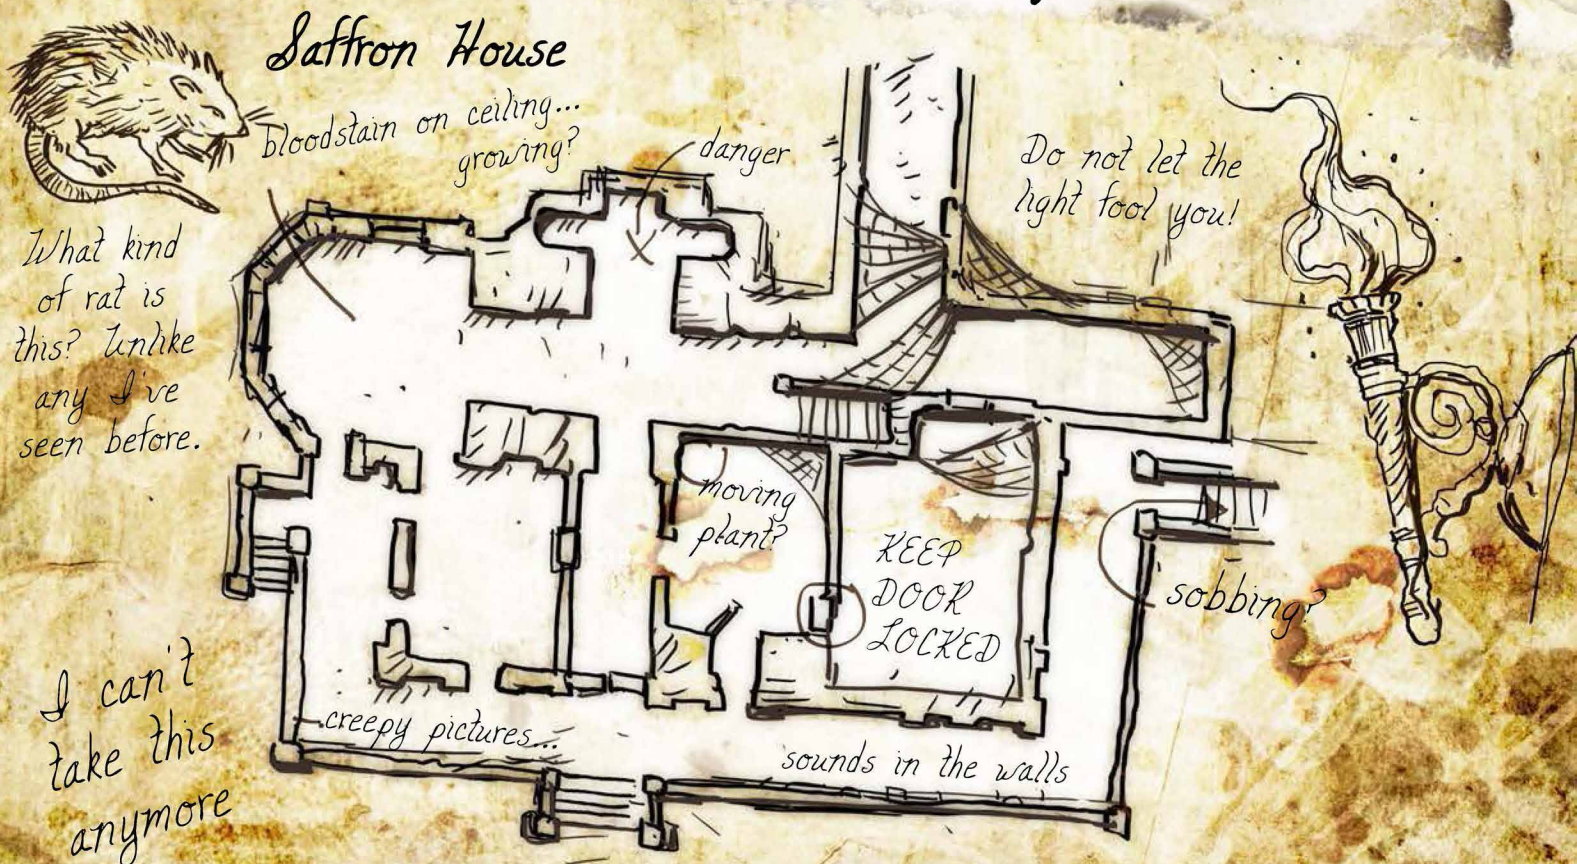 Saffron House
bloodstain on ceiling...
growing?
danger
Do not let the
light fool you!
What kind
of rat is
this? Unlike
any I've
seen before.
moving
plant?
KEEP
DOOR
LOCKED
sobbing?
I can't
take this
anymore
creepy pictures...
sounds in the walls